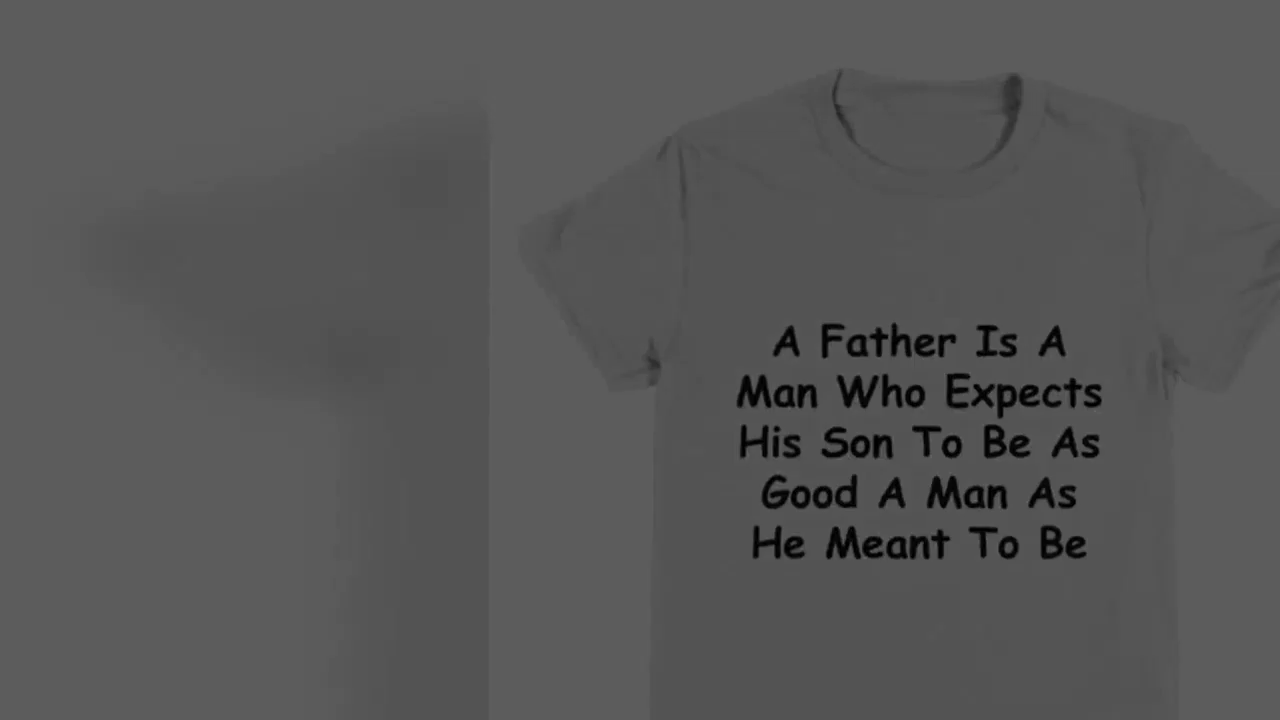 A Father Is A
Man Who Expects
His Son To Be As
Good A Man As
He Meant To Be